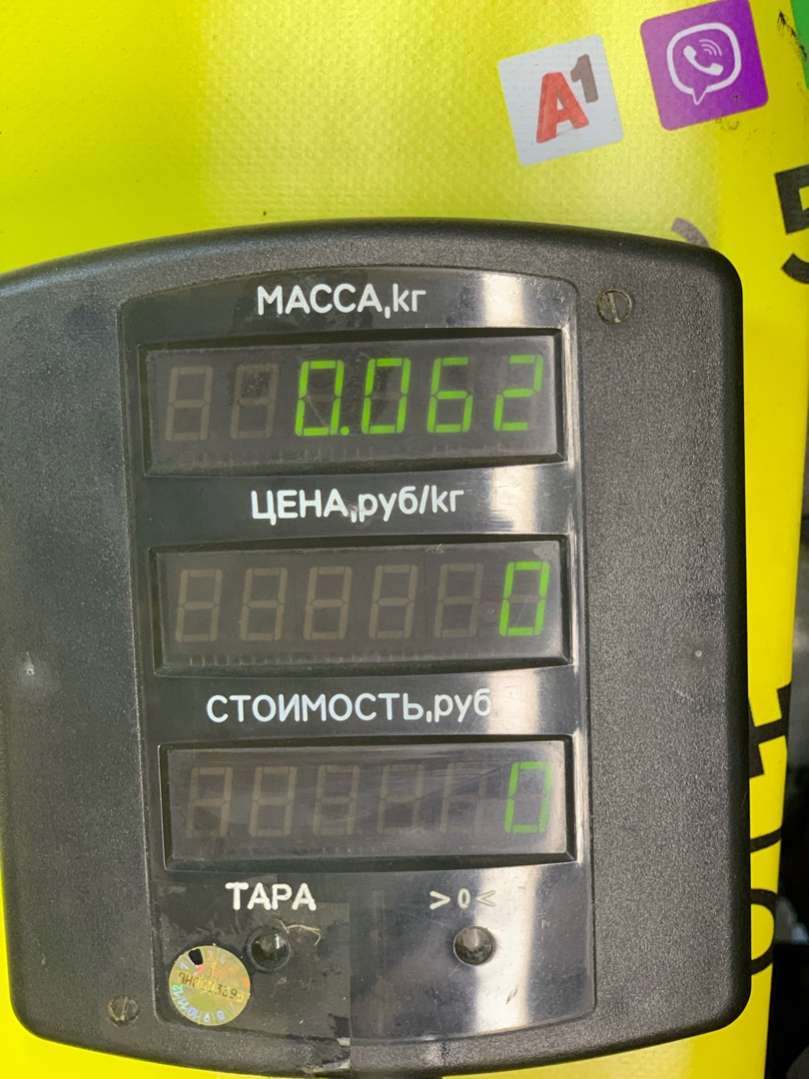 A1
МАССА,кг
0.062
ЦЕНА,руб/кг
0
СТОИМОСТЬ,руб
0
ТАРА >0<